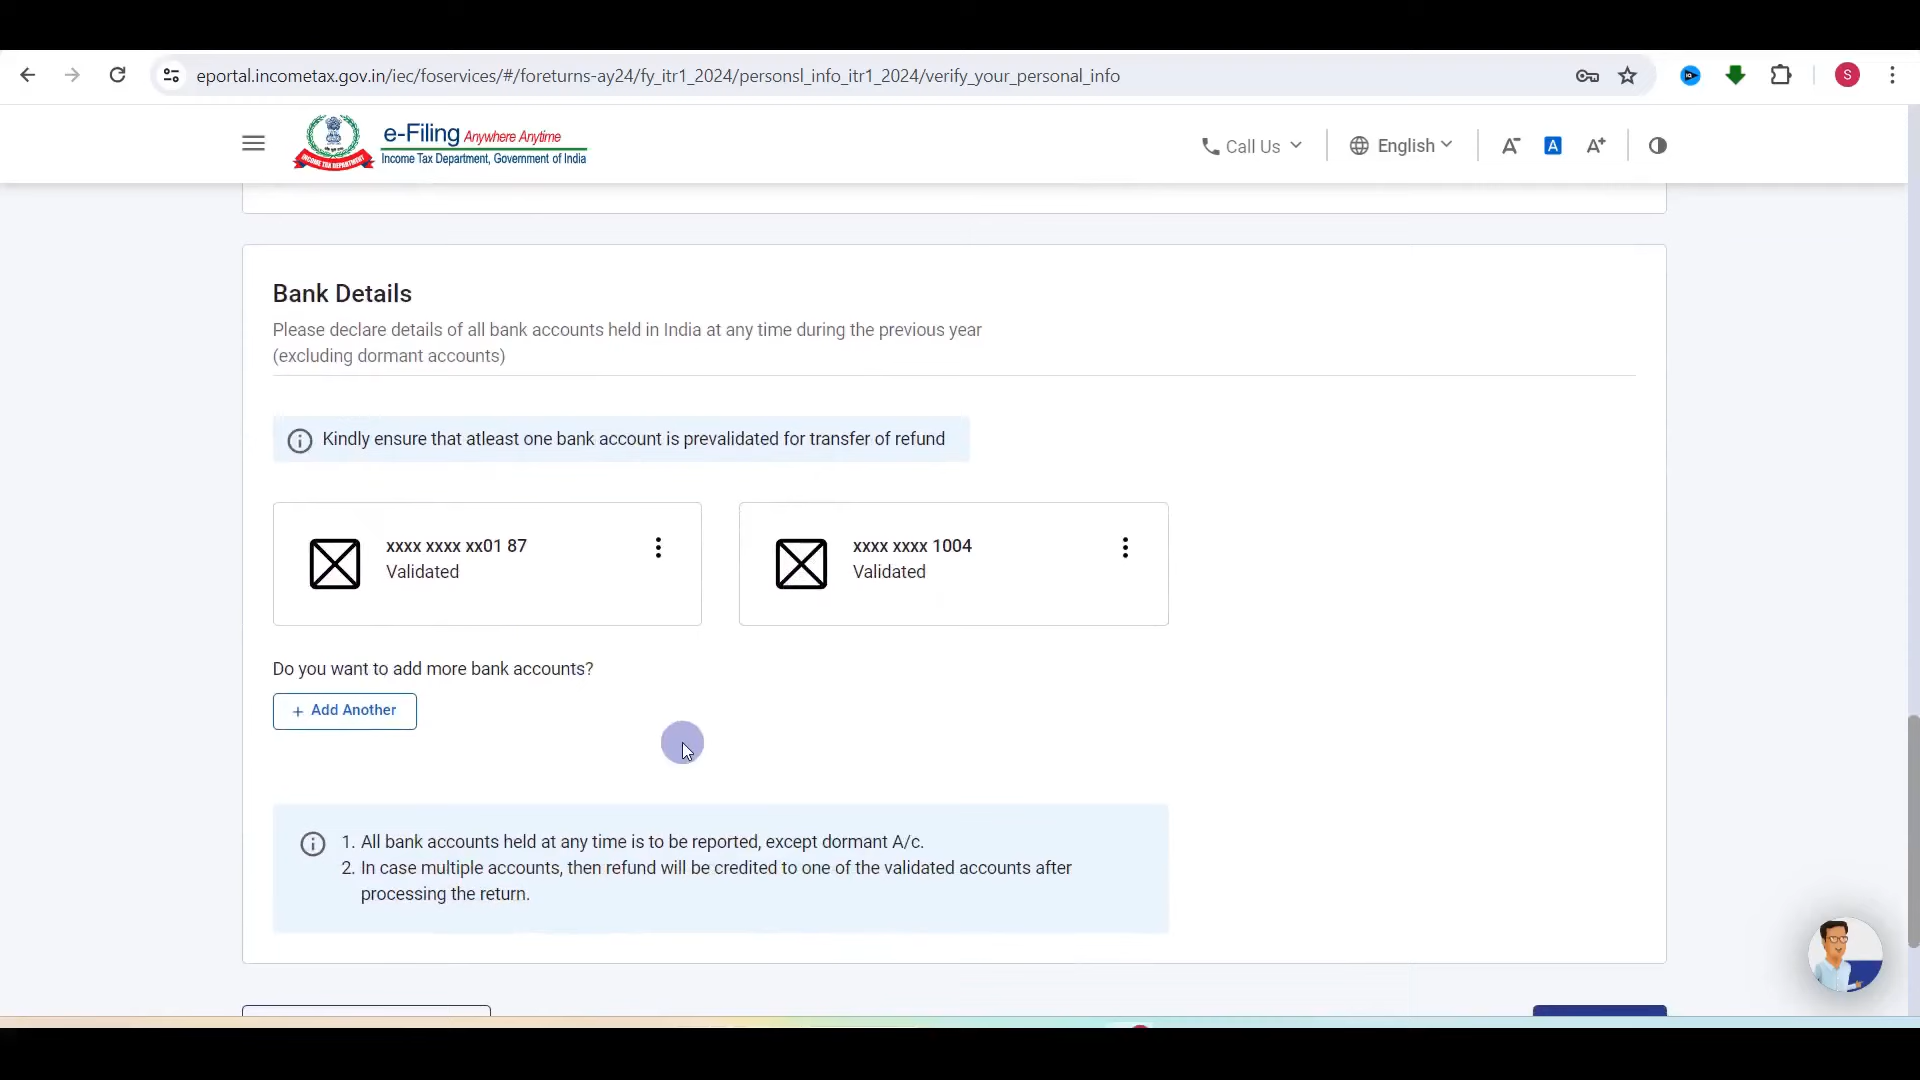 eportal.incometax.gov.in/iec/foservices/#/foreturns-ay24/fy_itr1_2024/personsl_info_itr1_2024/verify_your_personal_info
S
INCOME TAX DEPARTMENT
e-Filing Anywhere Anytime
Income Tax Department, Government of India
Call Us
English
A-
A
A+
Bank Details
Please declare details of all bank accounts held in India at any time during the previous year
(excluding dormant accounts)
Kindly ensure that atleast one bank account is prevalidated for transfer of refund
xxxx xxxx xx01 87
Validated
xxxx xxxx 1004
Validated
Do you want to add more bank accounts?
+ Add Another
1. All bank accounts held at any time is to be reported, except dormant A/c.
2. In case multiple accounts, then refund will be credited to one of the validated accounts after
processing the return.